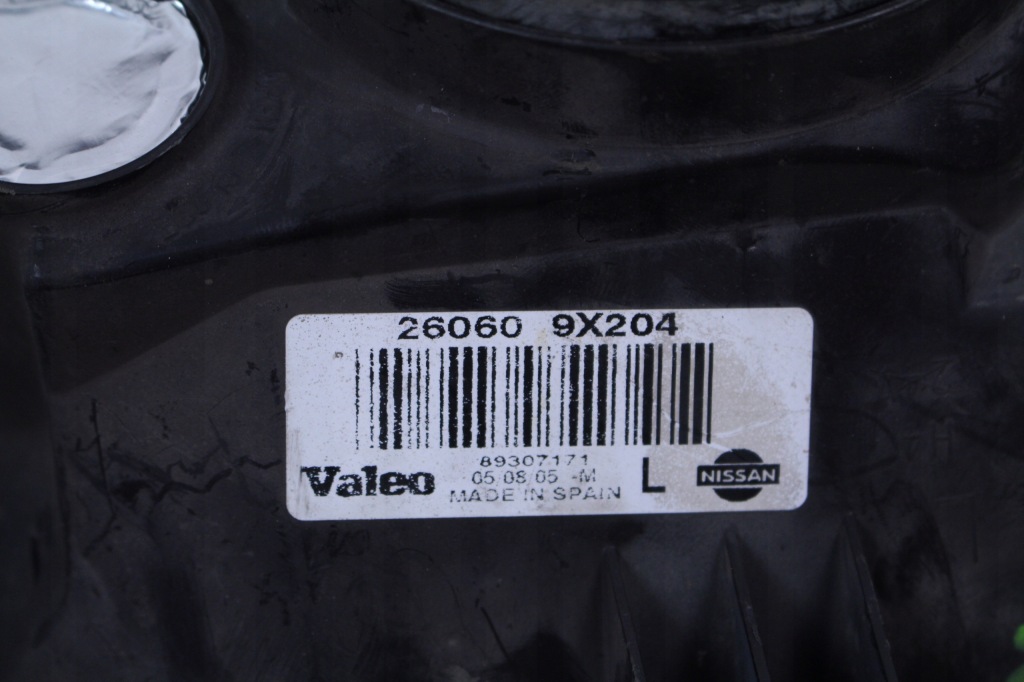 26060 9X204
89307171
Valeo 05/08/05 -M L NISSAN
MADE IN SPAIN